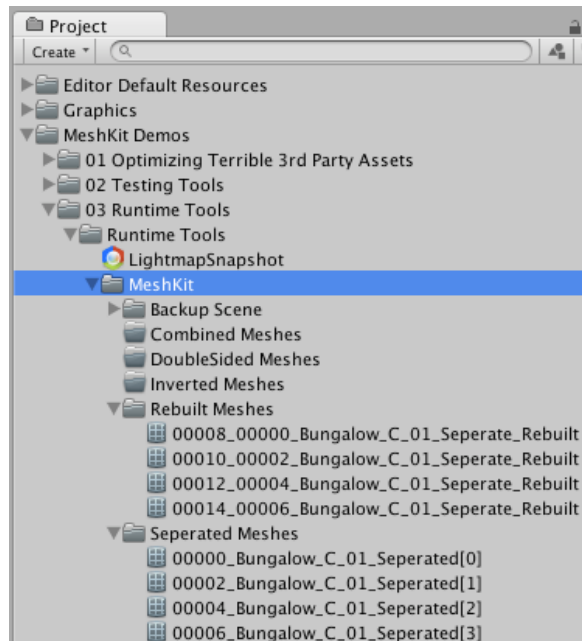 Project
Create
Editor Default Resources
Graphics
MeshKit Demos
01 Optimizing Terrible 3rd Party Assets
02 Testing Tools
03 Runtime Tools
Runtime Tools
LightmapSnapshot
MeshKit
Backup Scene
Combined Meshes
DoubleSided Meshes
Inverted Meshes
Rebuilt Meshes
00008_00000_Bungalow_C_01_Seperate_Rebuilt
00010_00002_Bungalow_C_01_Seperate_Rebuilt
00012_00004_Bungalow_C_01_Seperate_Rebuilt
00014_00006_Bungalow_C_01_Seperate_Rebuilt
Seperated Meshes
00000_Bungalow_C_01_Seperated[0]
00002_Bungalow_C_01_Seperated[1]
00004_Bungalow_C_01_Seperated[2]
00006_Bungalow_C_01_Seperated[3]